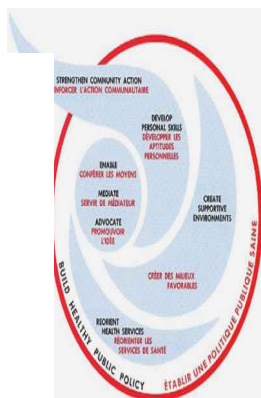 STRENGTHEN COMMUNITY ACTION
NFORCER L'ACTION COMMUNAUTAIRE
DEVELOP
PERSONAL SKILLS
DÉVELOPPER LES
APTITUDES
PERSONNELLES
ENABLE
CONFÉRER LES MOYENS
MEDIATE
SERVIR DE MÉDIATEUR
ADVOCATE
PROMOUVOIR
L'IDÉE
CREATE
SUPPORTIVE
ENVIRONMENTS
CRÉER DES MILIEUX
FAVORABLES
REORIENT
HEALTH SERVICES
RÉORIENTER LES
SERVICES DE SANTÉ
BUILD HEALTHY PUBLIC POLICY
ÉTABLIR UNE POLITIQUE PUBLIQUE SAINE